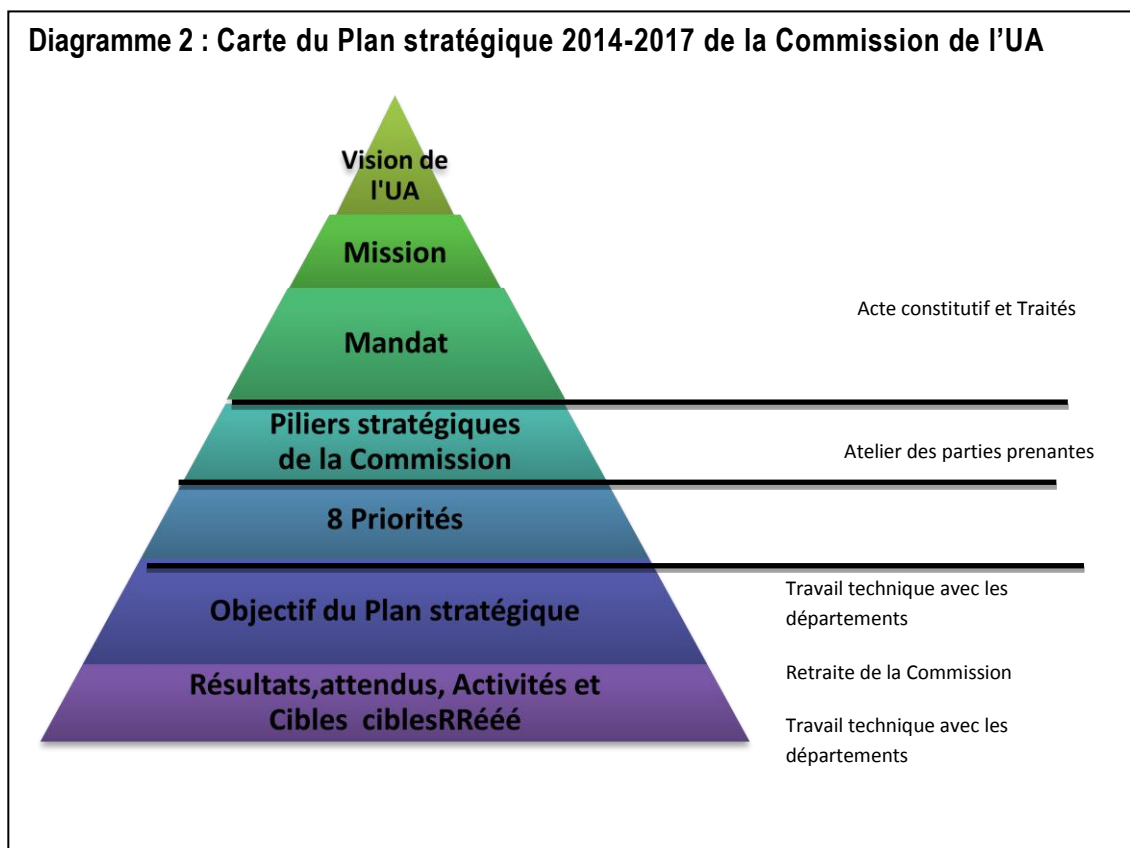 Diagramme 2 : Carte du Plan stratégique 2014-2017 de la Commission de l’UA
Vision de
l'UA
Mission
Mandat
Acte constitutif et Traités
Piliers stratégiques
de la Commission
Atelier des parties prenantes
8 Priorités
Objectif du Plan stratégique
Travail technique avec les
départements
Résultats,attendus, Activités et
Cibles ciblesRRééé
Retraite de la Commission
Travail technique avec les
départements